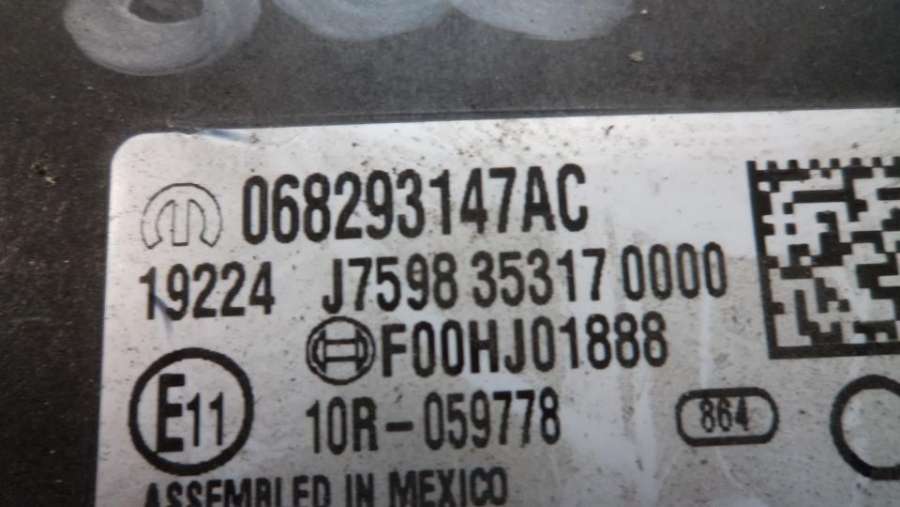 068293147AC
19224 J7598 35317 0000
F00HJ01888
E11 10R-059778 864
ASSEMBLED IN MEXICO